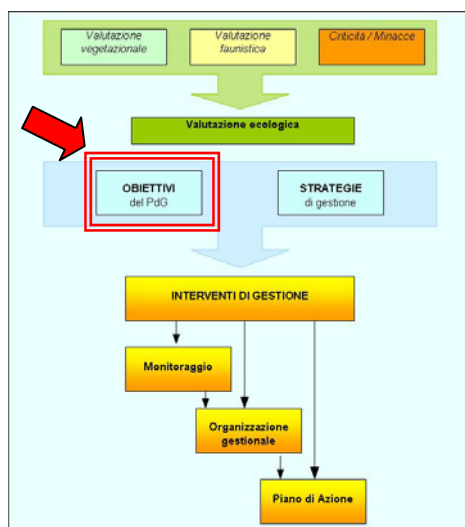 Valutazione
vegetazionale
Valutazione
faunistica
Criticità / Minacce
Valutazione ecologica
OBIETTIVI
del PdG
STRATEGIE
di gestione
INTERVENTI DI GESTIONE
Monitoraggio
Organizzazione
gestionale
Piano di Azione